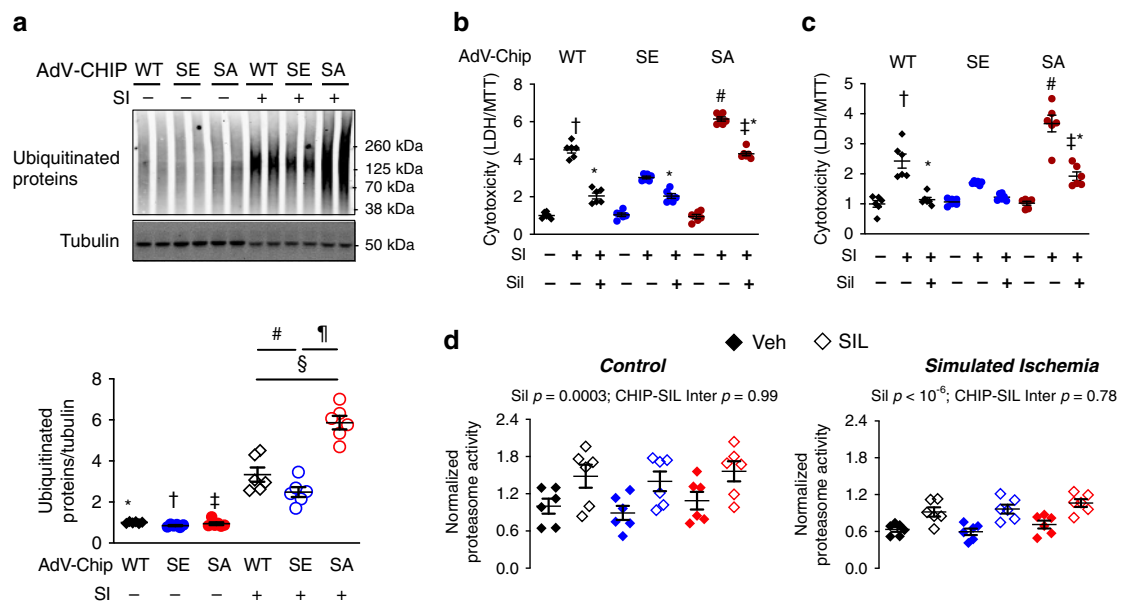 a
AdV-CHIP WT SE SA WT SE SA
SI – – – + + +
Ubiquitinated proteins
260 kDa
125 kDa
70 kDa
38 kDa
Tubulin
50 kDa
# ¶
§
Ubiquitinated proteins/tubulin
8
6
4
2
0
* † ‡
AdV-Chip WT SE SA WT SE SA
SI – – – + + +
b
AdV-Chip WT SE SA
Cytotoxicity (LDH/MTT)
8
6
4
2
0
† * * # ‡*
SI – + + – + + – + +
Sil – – + – – + – – +
c
WT SE SA
Cytotoxicity (LDH/MTT)
5
4
3
2
1
0
† * # ‡*
SI – + + – + + – + +
Sil – – + – – + – – +
d
Veh SIL
Control
Sil p = 0.0003; CHIP-SIL Inter p = 0.99
Normalized proteasome activity
2.4
1.8
1.2
0.6
0.0
Simulated Ischemia
Sil p < 10⁻⁶; CHIP-SIL Inter p = 0.78
Normalized proteasome activity
2.4
1.8
1.2
0.6
0.0